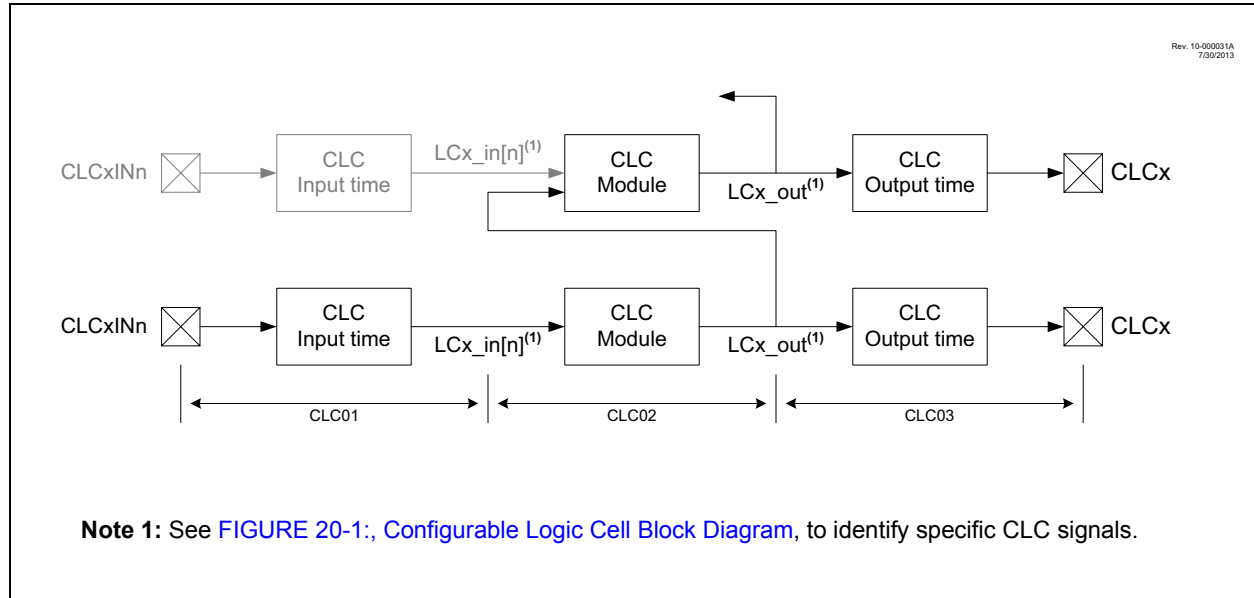 Rev. 10-000031A
7/30/2013
CLCxINn
CLC
Input time
LCx_in[n](1)
CLC
Module
LCx_out(1)
CLC
Output time
CLCx
CLCxINn
CLC
Input time
LCx_in[n](1)
CLC
Module
LCx_out(1)
CLC
Output time
CLCx
CLC01
CLC02
CLC03
Note 1: See FIGURE 20-1:, Configurable Logic Cell Block Diagram, to identify specific CLC signals.